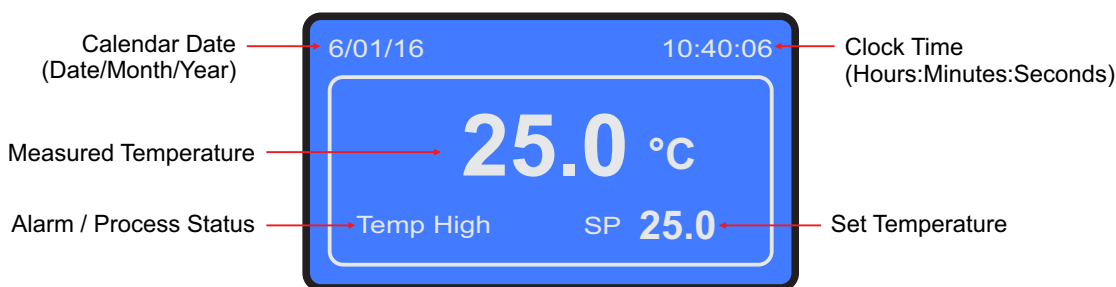 Calendar Date
(Date/Month/Year)
6/01/16
10:40:06
Clock Time
(Hours:Minutes:Seconds)
Measured Temperature
25.0 °C
Alarm / Process Status
Temp High
SP 25.0
Set Temperature